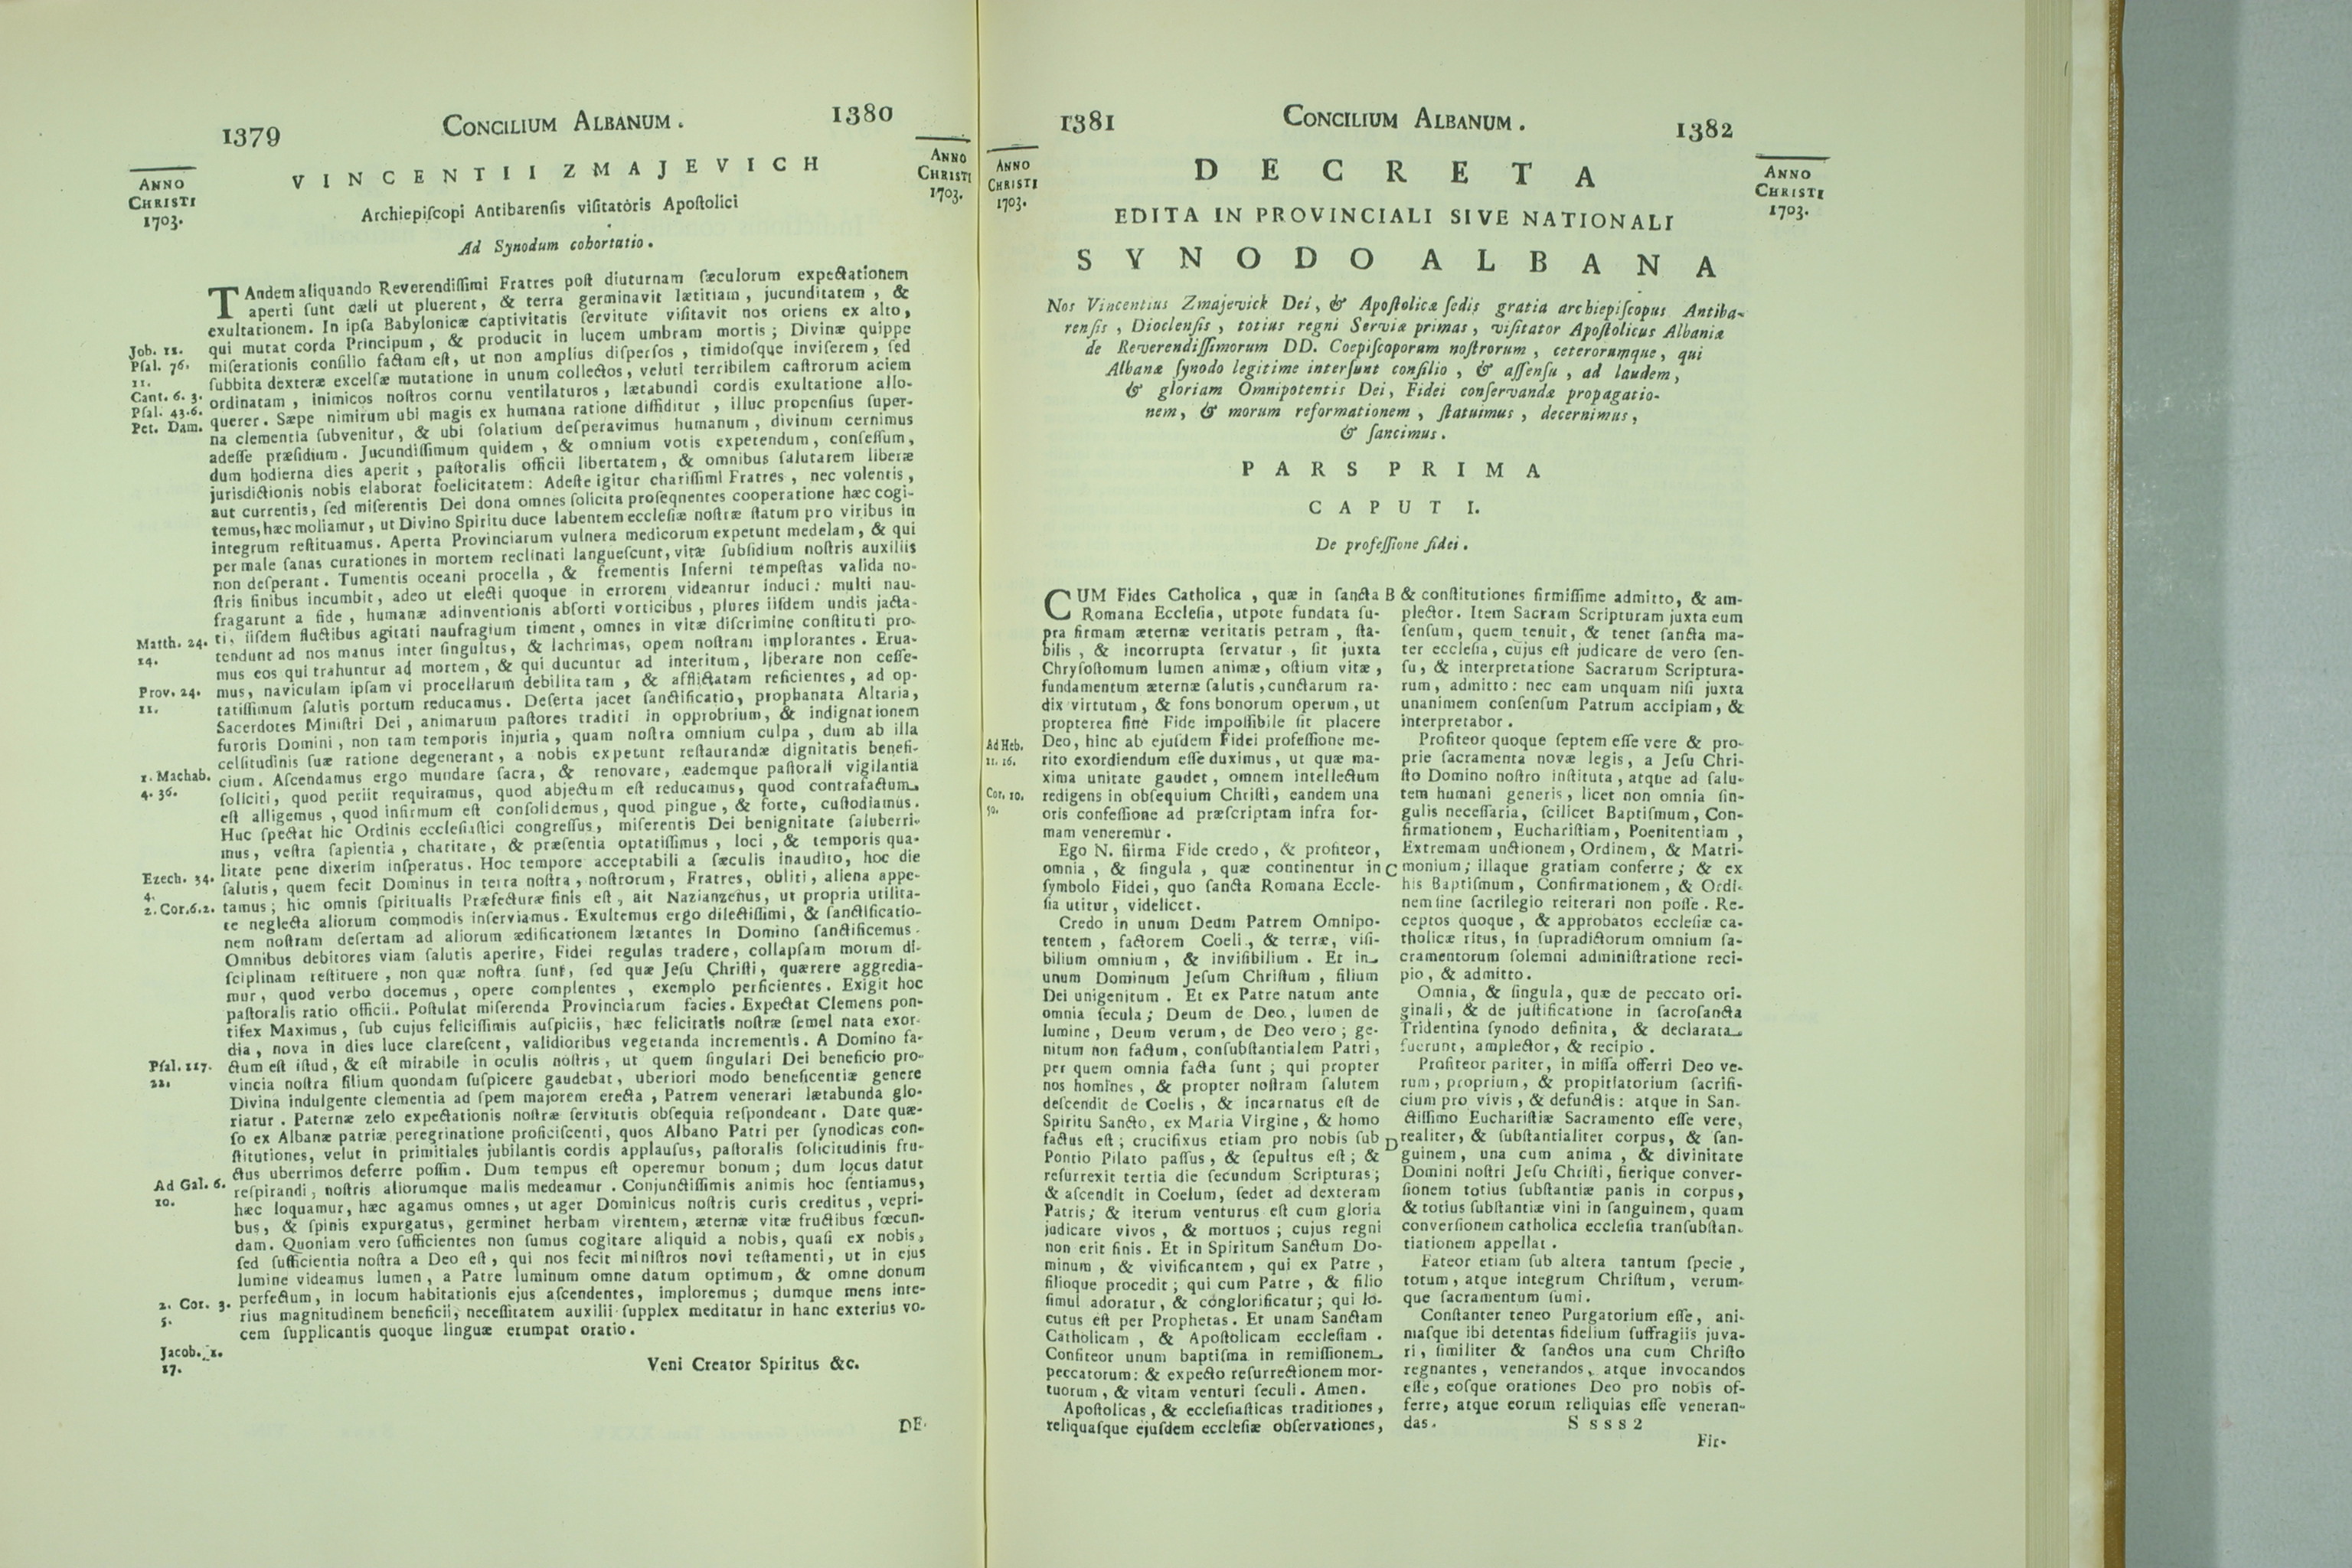 1379
CONCILIUM ALBANUM.
1380
ANNO
CHRISTI
1703.
ANNO
CHRISTI
1703.
VINCENTII ZMAJEVICH
Archiepiſcopi Antibarenſis viſitatòris Apoſtolici
Ad Synodum cohortatio.
TAndem aliquando Reverendiſſimi Fratres poſt diuturnam ſæculorum expectationem
aperti ſunt cæli ut pluerent, & terra germinavit lætitiam, jucunditatem, &
exultationem. In ipſa Babylonicæ captivitatis ſervitute viſitavit nos oriens ex alto,
qui mutat corda Principum, & producit in lucem umbram mortis; Divinæ quippe
miſerationis conſilio factum eſt, ut non amplius diſperſos, timidoſque inviſerem, ſed
ſubbita dexteræ excelſæ mutatione in unum collectos, veluti terribilem caſtrorum aciem
ordinatam, inimicos noſtros cornu ventilaturos, lætabundi cordis exultatione allo-
querer. Sæpe nimirum ubi magis ex humana ratione diffiditur, illuc propenſius ſuper-
na clementia ſubvenitur, & ubi ſolatium deſperavimus humanum, divinum cernimus
adeſſe præſidium. Jucundiſſimum quidem, & omnium votis expetendum, conſeſſum,
dum hodierna dies aperit, paſtoralis officii libertatem, & omnibus ſalutarem liberæ
jurisdictionis nobis elaborat foelicitatem: Adeſte igitur chariſſimi Fratres, nec volentis,
aut currentis, ſed miſerentis Dei dona omnes ſolicita proſeqnentes cooperatione hæc cogi-
temus, hæc moliamur, ut Divino Spiritu duce labentem eccleſiæ noſtræ ſtatum pro viribus in
integrum reſtituamus. Aperta Provinciarum vulnera medicorum expetunt medelam, & qui
per male ſanas curationes in mortem reclinati langueſcunt, vitæ ſubſidium noſtris auxiliis
non deſperant. Tumentis oceani procella, & frementis Inferni tempeſtas valida no-
ſtris finibus incumbit, adeo ut electi quoque in errorem videantur induci: multi nau-
fragarunt a fide, humanæ adinventionis abſorti vorticibus, plures iiſdem undis jacta-
ti, iiſdem fluctibus agitati naufragium timent, omnes in vitæ diſcrimine conſtituti pro-
tendunt ad nos manus inter ſingultus, & lachrimas, opem noſtram implorantes. Erua-
mus eos qui trahuntur ad mortem, & qui ducuntur ad interitum, liberare non ceſſe-
mus, naviculam ipſam vi procellarum debilitatam, & afflictatam reficientes, ad op-
tatiſſimum ſalutis portum reducamus. Deſerta jacet ſanctificatio, prophanata Altaria,
Sacerdotes Miniſtri Dei, animarum paſtores traditi in opprobrium, & indignationem
furoris Domini, non tam temporis injuria, quam noſtra omnium culpa, dum ab illa
celſitudinis ſuæ ratione degenerant, a nobis expetunt reſtaurandæ dignitatis benefi-
cium. Aſcendamus ergo mundare ſacra, & renovare, eademque paſtorali vigilantia
ſoliciti, quod periit requiramus, quod abjectum eſt reducamus, quod contrafactum
eſt alligemus, quod infirmum eſt conſolidemus, quod pingue, & forte, cuſtodiamus.
Huc ſpectat hic Ordinis eccleſiaſtici congreſſus, miſerentis Dei benignitate ſaluberri-
mus, veſtra ſapientia, charitate, & præſentia optatiſſimus, loci, & temporis qua-
litate pene dixerim inſperatus. Hoc tempore acceptabili a ſæculis inaudito, hoc die
ſalutis, quem fecit Dominus in terra noſtra, noſtrorum, Fratres, obliti, aliena appe-
tamus; hic omnis ſpiritualis Præfecturæ finis eſt, ait Nazianzenus, ut propria utilita-
te neglecta aliorum commodis inſerviamus. Exultemus ergo dilectiſſimi, & ſanctificatio-
nem noſtram deſertam ad aliorum ædificationem lætantes in Domino ſanctificemus.
Omnibus debitores viam ſalutis aperire, Fidei regulas tradere, collapſam morum di-
ſciplinam reſtituere, non quæ noſtra ſunt, ſed quæ Jeſu Chriſti, quærere aggredia-
mur, quod verbo docemus, opere complentes, exemplo perficientes. Exigit hoc
paſtoralis ratio officii. Poſtulat miſerenda Provinciarum facies. Expectat Clemens pon-
tifex Maximus, ſub cujus feliciſſimis auſpiciis, hæc felicitatis noſtræ ſemel nata exor-
dia, nova in dies luce clareſcent, validioribus vegetanda incrementis. A Domino fa-
ctum eſt iſtud, & eſt mirabile in oculis noſtris, ut quem ſingulari Dei beneficio pro-
vincia noſtra filium quondam ſuſpicere gaudebat, uberiori modo beneficentiæ genere
Divina indulgente clementia ad ſpem majorem erecta, Patrem venerari lætabunda glo-
riatur. Paternæ zelo expectationis noſtræ ſervitutis obſequia reſpondeant. Date quæ-
ſo ex Albanæ patriæ peregrinatione proficiſcenti, quos Albano Patri per ſynodicas con-
ſtitutiones, velut in primitiales jubilantis cordis applauſus, paſtoralis ſolicitudinis fru-
ctus uberrimos deferre poſſim. Dum tempus eſt operemur bonum; dum locus datur
reſpirandi, noſtris aliorumque malis medeamur. Conjunctiſſimis animis hoc ſentiamus,
hæc loquamur, hæc agamus omnes, ut ager Dominicus noſtris curis creditus, vepri-
bus, & ſpinis expurgatus, germinet herbam virentem, æternæ vitæ fructibus fœcun-
dam. Quoniam vero ſufficientes non ſumus cogitare aliquid a nobis, quaſi ex nobis,
ſed ſufficientia noſtra a Deo eſt, qui nos fecit miniſtros novi teſtamenti, ut in ejus
lumine videamus lumen, a Patre luminum omne datum optimum, & omne donum
perfectum, in locum habitationis ejus aſcendentes, imploremus; dumque mens inte-
rius magnitudinem beneficii, neceſſitatem auxilii ſupplex meditatur in hanc exterius vo-
cem ſupplicantis quoque linguæ erumpat oratio.
Veni Creator Spiritus &c.
DE-
Job. 12.
Pſal. 76.
11.
Cant. 6. 3.
Pſal. 43. 6.
Pet. Dam.
Matth. 24.
14.
Prov. 24.
11.
1. Machab.
4. 36.
Ezech. 34.
4.
2. Cor. 6. 2.
Pſal. 117.
22.
Ad Gal. 6.
10.
2. Cor. 3.
5.
Jacob. 1.
17.
1381
CONCILIUM ALBANUM.
1382
ANNO
CHRISTI
1703.
ANNO
CHRISTI
1703.
DECRETA
EDITA IN PROVINCIALI SIVE NATIONALI
SYNODO ALBANA
Nos Vincentius Zmajevick Dei, & Apoſtolicæ ſedis gratia archiepiſcopus Antiba-
renſis, Dioclenſis, totius regni Serviæ primas, viſitator Apoſtolicus Albaniæ
de Reverendiſſimorum DD. Coepiſcoporum noſtrorum, ceterorumque, qui
Albanæ ſynodo legitime interſunt conſilio, & aſſenſu, ad laudem,
& gloriam Omnipotentis Dei, Fidei conſervandæ propagatio-
nem, & morum reformationem, ſtatuimus, decernimus,
& ſancimus.
PARS PRIMA
CAPUT I.
De profeſſione fidei.
CUM Fides Catholica, quæ in ſancta
Romana Eccleſia, utpote fundata ſu-
pra firmam æternæ veritatis petram, ſta-
bilis, & incorrupta ſervatur, ſit juxta
Chryſoſtomum lumen animæ, oſtium vitæ,
fundamentum æternæ ſalutis, cunctarum ra-
dix virtutum, & fons bonorum operum, ut
propterea ſine Fide impoſſibile ſit placere
Deo, hinc ab ejuſdem Fidei profeſſione me-
rito exordiendum eſſe duximus, ut quæ ma-
xima unitate gaudet, omnem intellectum
redigens in obſequium Chriſti, eandem una
oris confeſſione ad præſcriptam infra for-
mam veneremur.
Ego N. fiirma Fide credo, & profiteor,
omnia, & ſingula, quæ continentur in
ſymbolo Fidei, quo ſancta Romana Eccle-
ſia utitur, videlicet.
Credo in unum Deum Patrem Omnipo-
tentem, factorem Coeli, & terræ, viſi-
bilium omnium, & inviſibilium. Et in
unum Dominum Jeſum Chriſtum, filium
Dei unigenitum. Et ex Patre natum ante
omnia ſecula; Deum de Deo, lumen de
lumine, Deum verum, de Deo vero; ge-
nitum non factum, conſubſtantialem Patri,
per quem omnia facta ſunt; qui propter
nos homines, & propter noſtram ſalutem
deſcendit de Coelis, & incarnatus eſt de
Spiritu Sancto, ex Maria Virgine, & homo
factus eſt; crucifixus etiam pro nobis ſub
Pontio Pilato paſſus, & ſepultus eſt; &
reſurrexit tertia die ſecundum Scripturas;
& aſcendit in Coelum, ſedet ad dexteram
Patris; & iterum venturus eſt cum gloria
judicare vivos, & mortuos; cujus regni
non erit finis. Et in Spiritum Sanctum Do-
minum, & vivificantem, qui ex Patre,
filioque procedit; qui cum Patre, & filio
ſimul adoratur, & conglorificatur; qui lo-
cutus eſt per Prophetas. Et unam Sanctam
Catholicam, & Apoſtolicam eccleſiam.
Confiteor unum baptiſma in remiſſionem
peccatorum: & expecto reſurrectionem mor-
tuorum, & vitam venturi ſeculi. Amen.
Apoſtolicas, & eccleſiaſticas traditiones,
reliquaſque ejuſdem eccleſiæ obſervationes,
Ad Heb.
11. 16.
Cor. 10.
50.
B
C
D
& conſtitutiones firmiſſime admitto, & am-
plector. Item Sacram Scripturam juxta eum
ſenſum, quem tenuit, & tenet ſancta ma-
ter eccleſia, cujus eſt judicare de vero ſen-
ſu, & interpretatione Sacrarum Scriptura-
rum, admitto: nec eam unquam niſi juxta
unanimem conſenſum Patrum accipiam, &
interpretabor.
Profiteor quoque ſeptem eſſe vere & pro-
prie ſacramenta novæ legis, a Jeſu Chri-
ſto Domino noſtro inſtituta, atque ad ſalu-
tem humani generis, licet non omnia ſin-
gulis neceſſaria, ſcilicet Baptiſmum, Con-
firmationem, Euchariſtiam, Poenitentiam,
Extremam unctionem, Ordinem, & Matri-
monium; illaque gratiam conferre; & ex
his Baptiſmum, Confirmationem, & Ordi-
nem ſine ſacrilegio reiterari non poſſe. Re-
ceptos quoque, & approbatos eccleſiæ ca-
tholicæ ritus, in ſupradictorum omnium ſa-
cramentorum ſolemni adminiſtratione reci-
pio, & admitto.
Omnia, & ſingula, quæ de peccato ori-
ginali, & de juſtificatione in ſacroſancta
Tridentina ſynodo definita, & declarata
fuerunt, amplector, & recipio.
Profiteor pariter, in miſſa offerri Deo ve-
rum, proprium, & propitiatorium ſacrifi-
cium pro vivis, & defunctis: atque in San-
ctiſſimo Euchariſtiæ Sacramento eſſe vere,
realiter, & ſubſtantialiter corpus, & ſan-
guinem, una cum anima, & divinitate
Domini noſtri Jeſu Chriſti, fierique conver-
ſionem totius ſubſtantiæ panis in corpus,
& totius ſubſtantiæ vini in ſanguinem, quam
converſionem catholica eccleſia tranſubſtan-
tiationem appellat.
Fateor etiam ſub altera tantum ſpecie,
totum, atque integrum Chriſtum, verum-
que ſacramentum ſumi.
Conſtanter teneo Purgatorium eſſe, ani-
maſque ibi detentas fidelium ſuffragiis juva-
ri, ſimiliter & ſanctos una cum Chriſto
regnantes, venerandos, atque invocandos
eſſe, eoſque orationes Deo pro nobis of-
ferre, atque eorum reliquias eſſe veneran-
das.
S s s s 2
Fir-